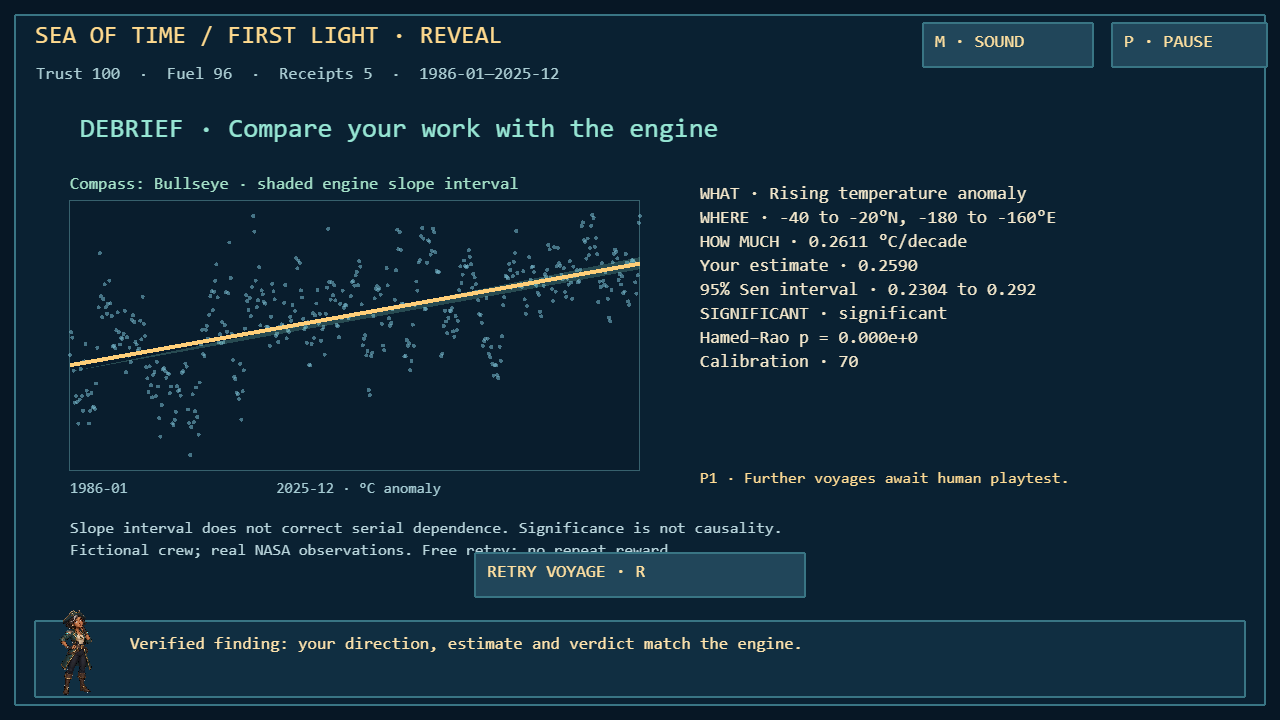 SEA OF TIME / FIRST LIGHT · REVEAL
M · SOUND
P · PAUSE
Trust 100 · Fuel 96 · Receipts 5 · 1986-01—2025-12
DEBRIEF · Compare your work with the engine
Compass: Bullseye · shaded engine slope interval
WHAT · Rising temperature anomaly
WHERE · -40 to -20°N, -180 to -160°E
HOW MUCH · 0.2611 °C/decade
Your estimate · 0.2590
95% Sen interval · 0.2304 to 0.292
SIGNIFICANT · significant
Hamed–Rao p = 0.000e+0
Calibration · 70
P1 · Further voyages await human playtest.
1986-01
2025-12 · °C anomaly
Slope interval does not correct serial dependence. Significance is not causality.
Fictional crew; real NASA observations. Free retry; no repeat reward
RETRY VOYAGE · R
Verified finding: your direction, estimate and verdict match the engine.